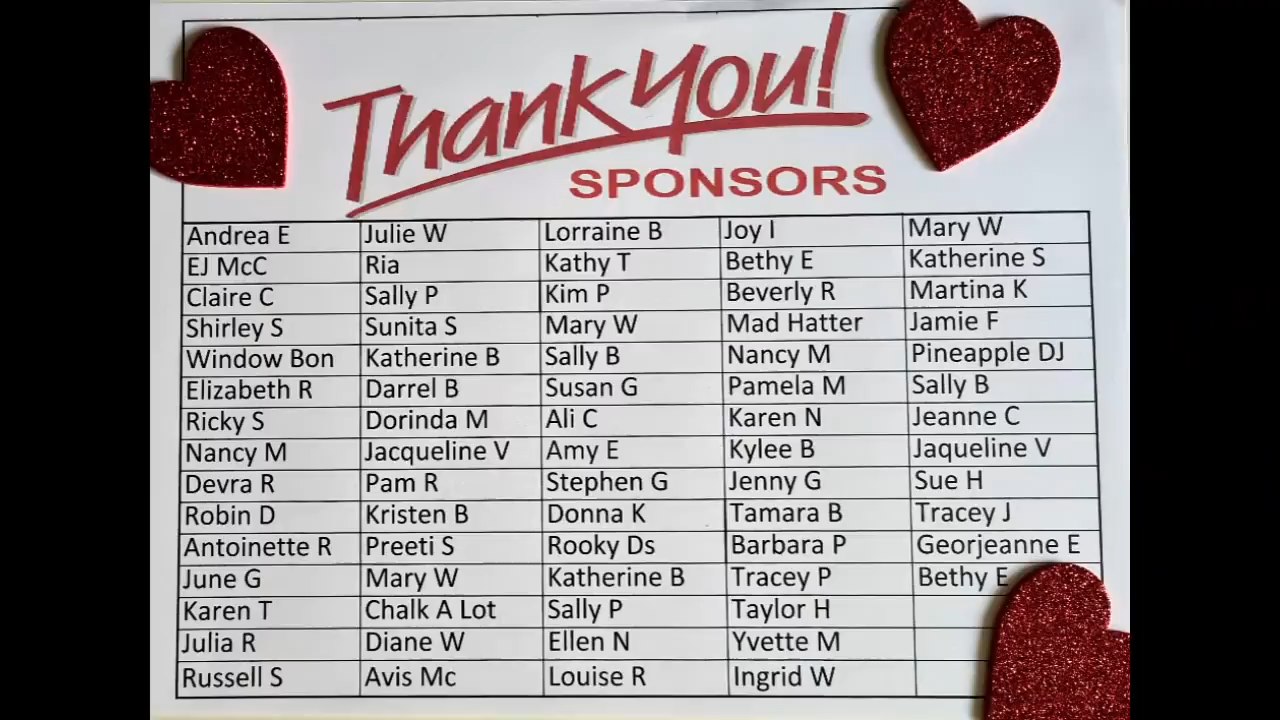 Thank You!
SPONSORS
Andrea E Julie W Lorraine B Joy I Mary W
EJ McC Ria Kathy T Bethy E Katherine S
Claire C Sally P Kim P Beverly R Martina K
Shirley S Sunita S Mary W Mad Hatter Jamie F
Window Bon Katherine B Sally B Nancy M Pineapple DJ
Elizabeth R Darrel B Susan G Pamela M Sally B
Ricky S Dorinda M Ali C Karen N Jeanne C
Nancy M Jacqueline V Amy E Kylee B Jaqueline V
Devra R Pam R Stephen G Jenny G Sue H
Robin D Kristen B Donna K Tamara B Tracey J
Antoinette R Preeti S Rooky Ds Barbara P Georjeanne E
June G Mary W Katherine B Tracey P Bethy E
Karen T Chalk A Lot Sally P Taylor H
Julia R Diane W Ellen N Yvette M
Russell S Avis Mc Louise R Ingrid W